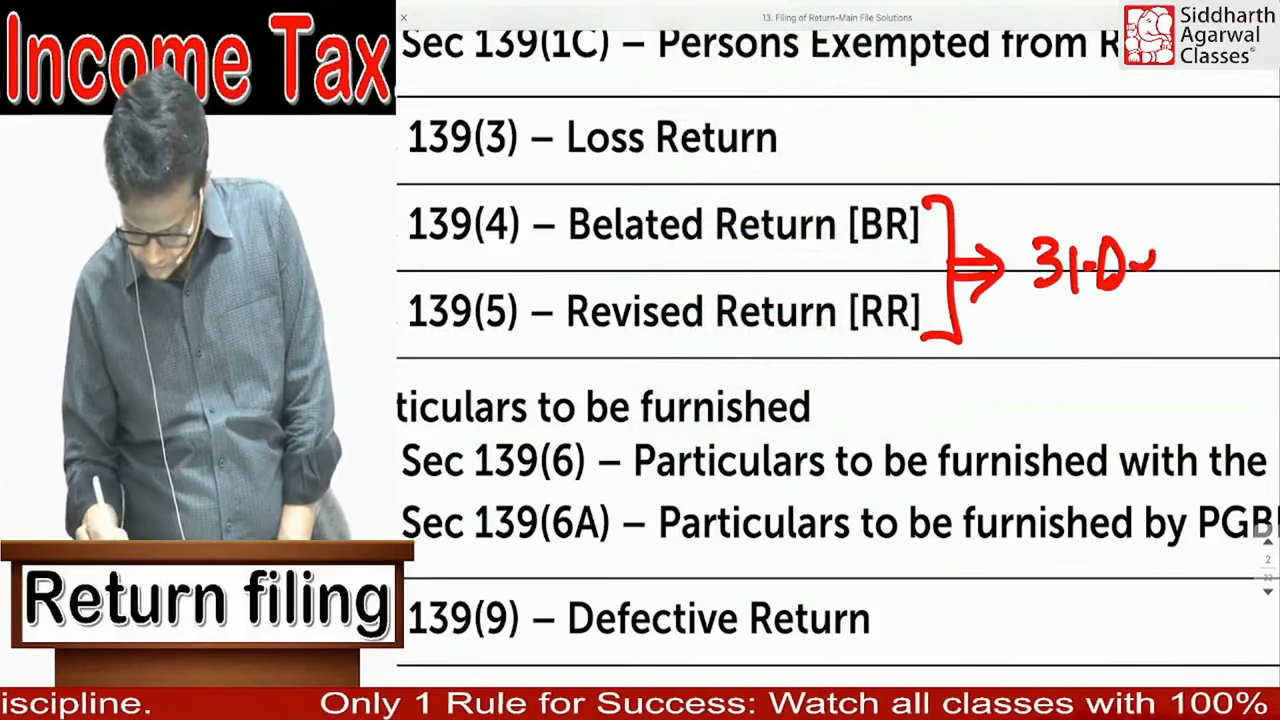 Income Tax
13. Filing of Return-Main File Solutions
Siddharth
Agarwal
Classes
Sec 139(1C) – Persons Exempted from R
139(3) – Loss Return
139(4) – Belated Return [BR]
139(5) – Revised Return [RR]
31-D
ticulars to be furnished
Sec 139(6) – Particulars to be furnished with the
Sec 139(6A) – Particulars to be furnished by PGB
139(9) – Defective Return
2
Return filing
iscipline. Only 1 Rule for Success: Watch all classes with 100%